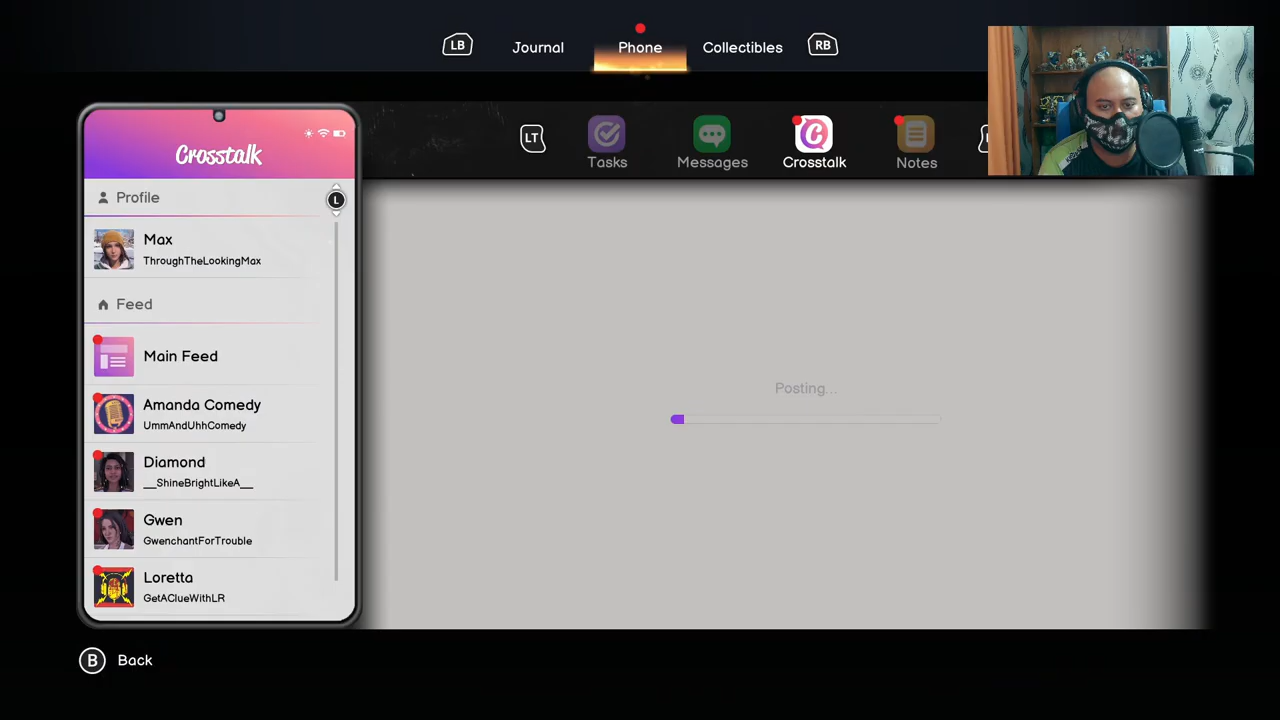 LB
Journal
Phone
Collectibles
RB
Crosstalk
LT
Tasks
Messages
Crosstalk
Notes
Profile
L
Max
ThroughTheLookingMax
Feed
Main Feed
Amanda Comedy
UmmAndUhhComedy
Diamond
__ShineBrightLikeA__
Gwen
GwenchantForTrouble
Loretta
GetAClueWithLR
Posting...
B
Back